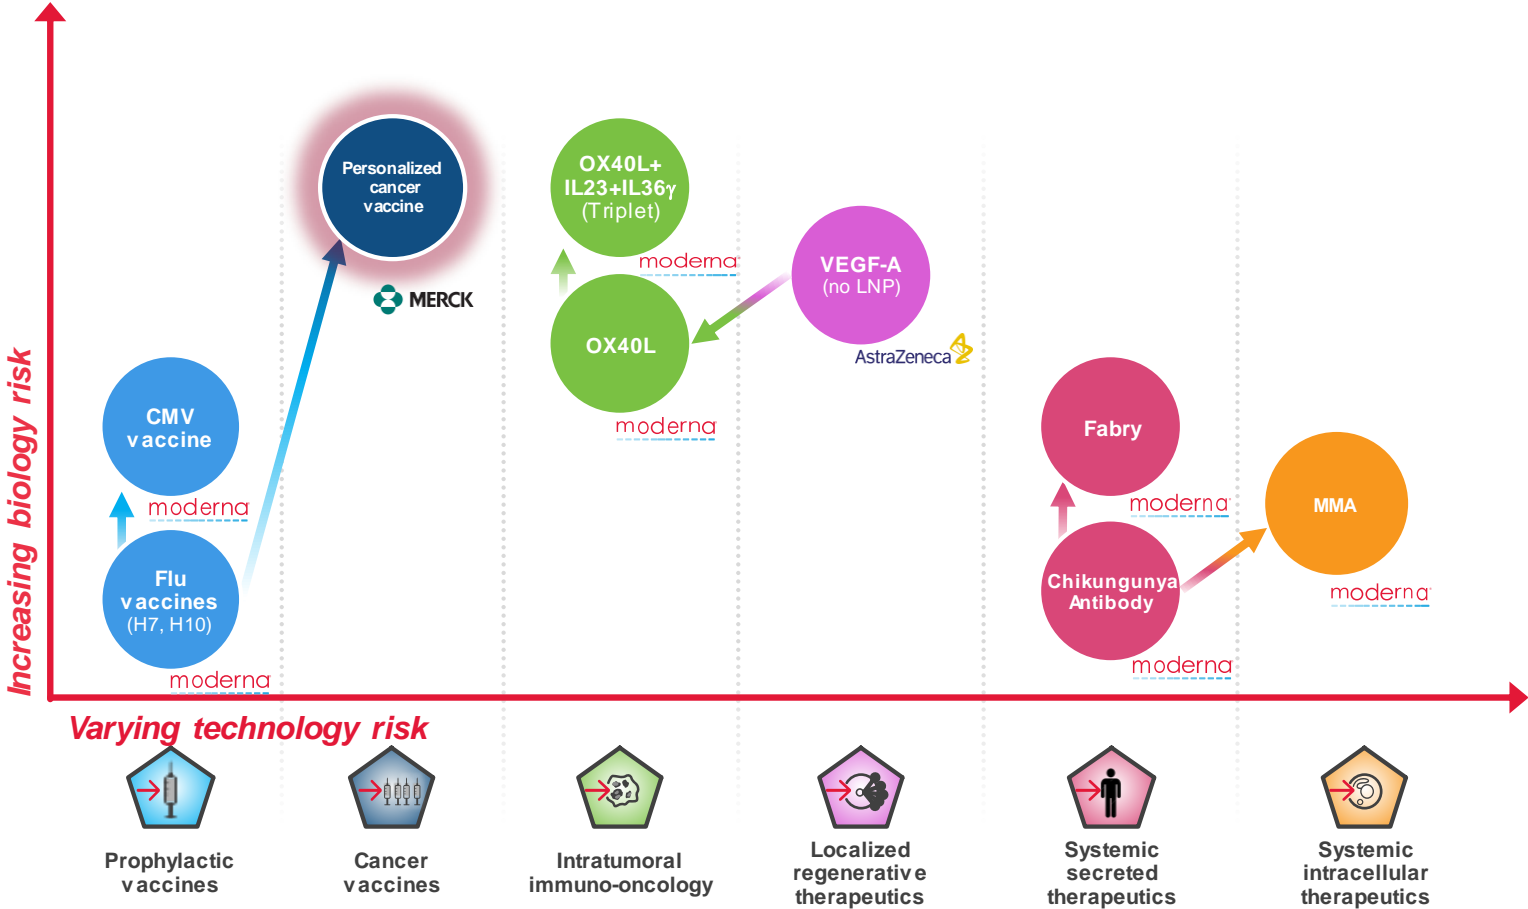 Increasing biology risk
Personalized
cancer
vaccine
MERCK
OX40L+
IL23+IL36γ
(Triplet)
moderna
OX40L
moderna
VEGF-A
(no LNP)
AstraZeneca
CMV
vaccine
moderna
Flu
vaccines
(H7, H10)
moderna
Fabry
moderna
Chikungunya
Antibody
moderna
MMA
moderna
Varying technology risk
Prophylactic
vaccines
Cancer
vaccines
Intratumoral
immuno-oncology
Localized
regenerative
therapeutics
Systemic
secreted
therapeutics
Systemic
intracellular
therapeutics